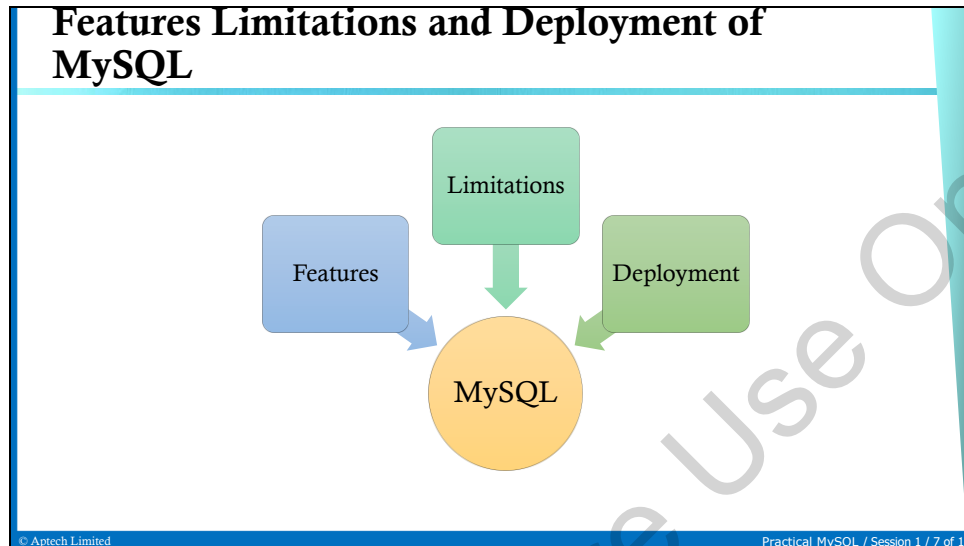 Features Limitations and Deployment of
MySQL
Limitations
Features
Deployment
MySQL
Use
© Aptech Limited
Practical MySQL / Session 1 / 7 of 1